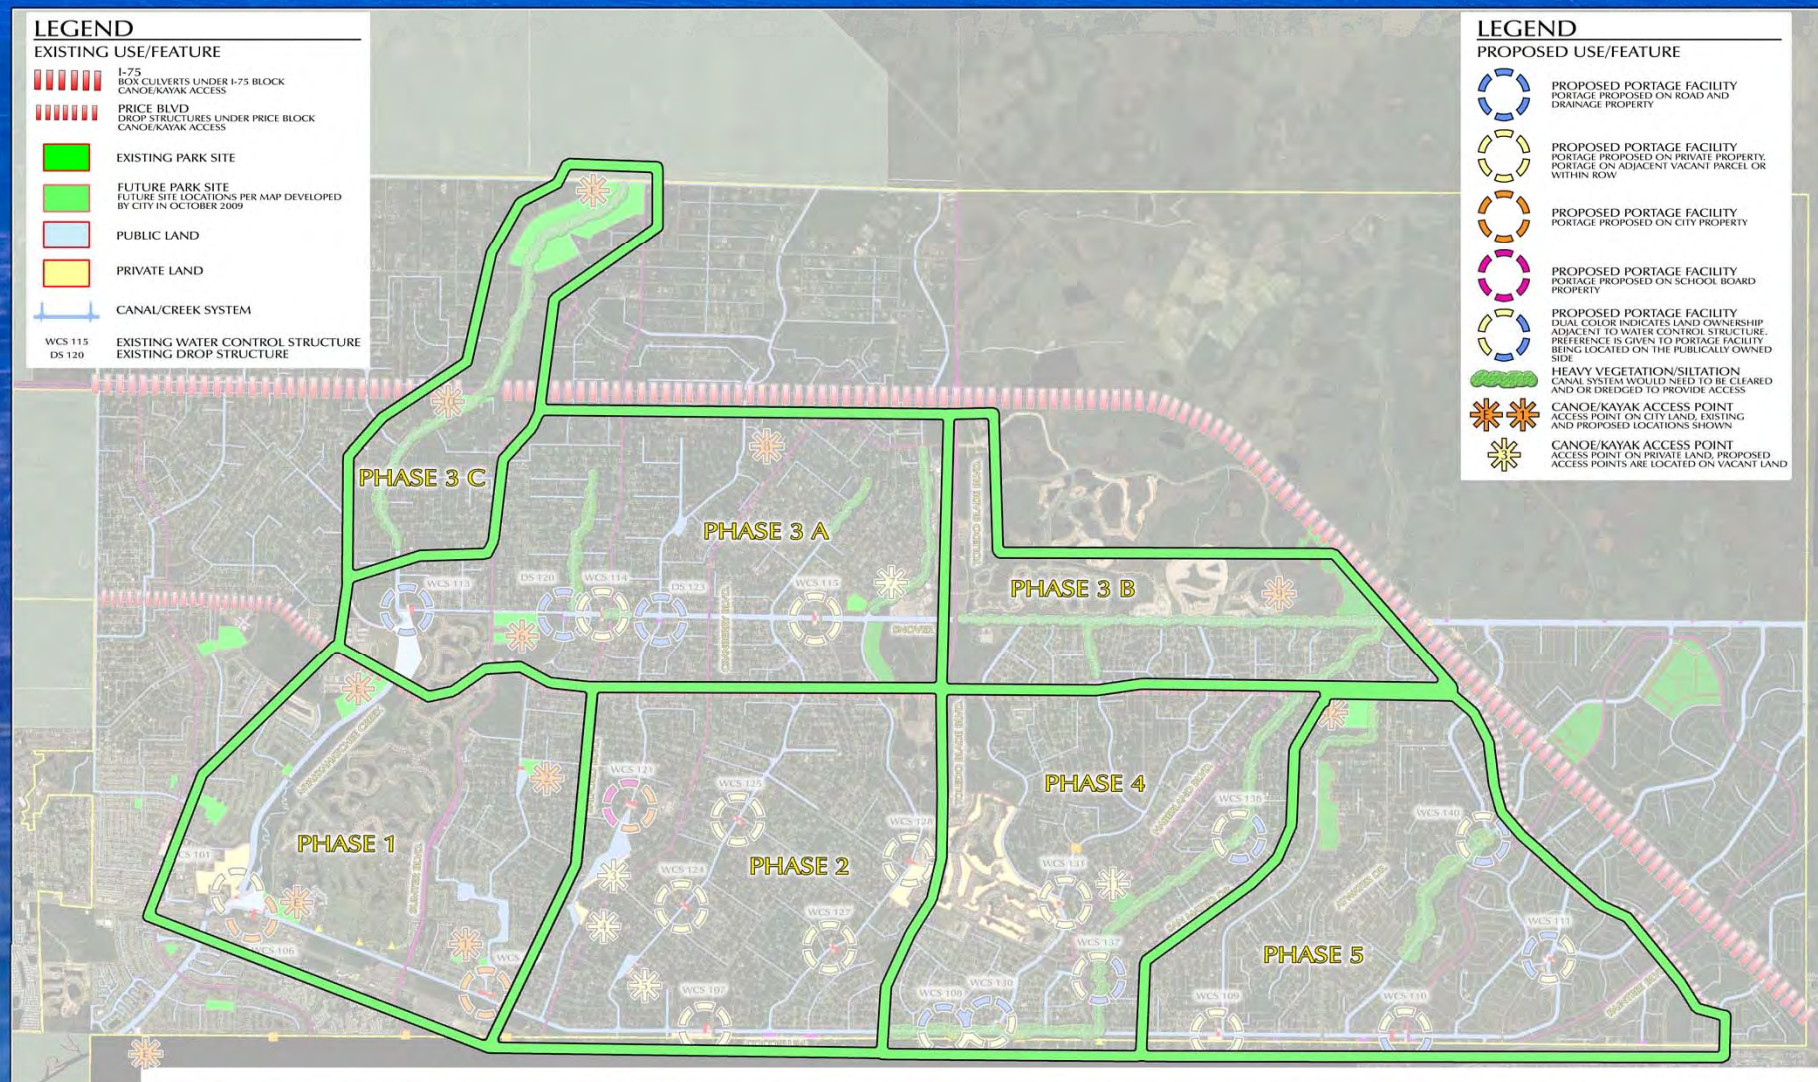 LEGEND
EXISTING USE/FEATURE
I-75
BOX CULVERTS UNDER I-75 BLOCK
CANOE/KAYAK ACCESS
PRICE BLVD
DROP STRUCTURES UNDER PRICE BLOCK
CANOE/KAYAK ACCESS
EXISTING PARK SITE
FUTURE PARK SITE
FUTURE SITE LOCATIONS PER MAP DEVELOPED
BY CITY IN OCTOBER 2009
PUBLIC LAND
PRIVATE LAND
CANAL/CREEK SYSTEM
WCS 115 EXISTING WATER CONTROL STRUCTURE
DS 120 EXISTING DROP STRUCTURE
LEGEND
PROPOSED USE/FEATURE
PROPOSED PORTAGE FACILITY
PORTAGE PROPOSED ON ROAD AND
DRAINAGE PROPERTY
PROPOSED PORTAGE FACILITY
PORTAGE PROPOSED ON PRIVATE PROPERTY,
PORTAGE ON ADJACENT VACANT PARCEL OR
WITHIN ROW
PROPOSED PORTAGE FACILITY
PORTAGE PROPOSED ON CITY PROPERTY
PROPOSED PORTAGE FACILITY
PORTAGE PROPOSED ON SCHOOL BOARD
PROPERTY
PROPOSED PORTAGE FACILITY
DUAL COLOR INDICATES LAND OWNERSHIP
ADJACENT TO WATER CONTROL STRUCTURE.
PREFERENCE IS GIVEN TO PORTAGE FACILITY
BEING LOCATED ON THE PUBLICALLY OWNED
SIDE
HEAVY VEGETATION/SILTATION
CANAL SYSTEM WOULD NEED TO BE CLEARED
AND OR DREDGED TO PROVIDE ACCESS
E 1 CANOE/KAYAK ACCESS POINT
ACCESS POINT ON CITY LAND, EXISTING
AND PROPOSED LOCATIONS SHOWN
3 CANOE/KAYAK ACCESS POINT
ACCESS POINT ON PRIVATE LAND, PROPOSED
ACCESS POINTS ARE LOCATED ON VACANT LAND
E
PHASE 3 C
PHASE 3 A
PHASE 3 B
WCS 113
DS 120
WCS 114
DS 123
WCS 115
7
E
PHASE 4
WCS 121
WCS 125
WCS 136
WCS 140
PHASE 1
WCS 128
PHASE 2
WCS 131
WCS 124
E
WCS 106
WCS 127
WCS
WCS 137
PHASE 5
WCS 107
WCS 108
WCS 130
WCS 109
WCS 110
E